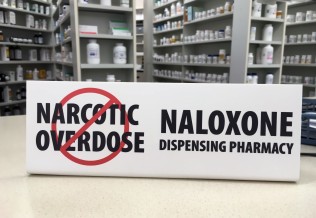 NARCOTIC
OVERDOSE
NALOXONE
DISPENSING PHARMACY